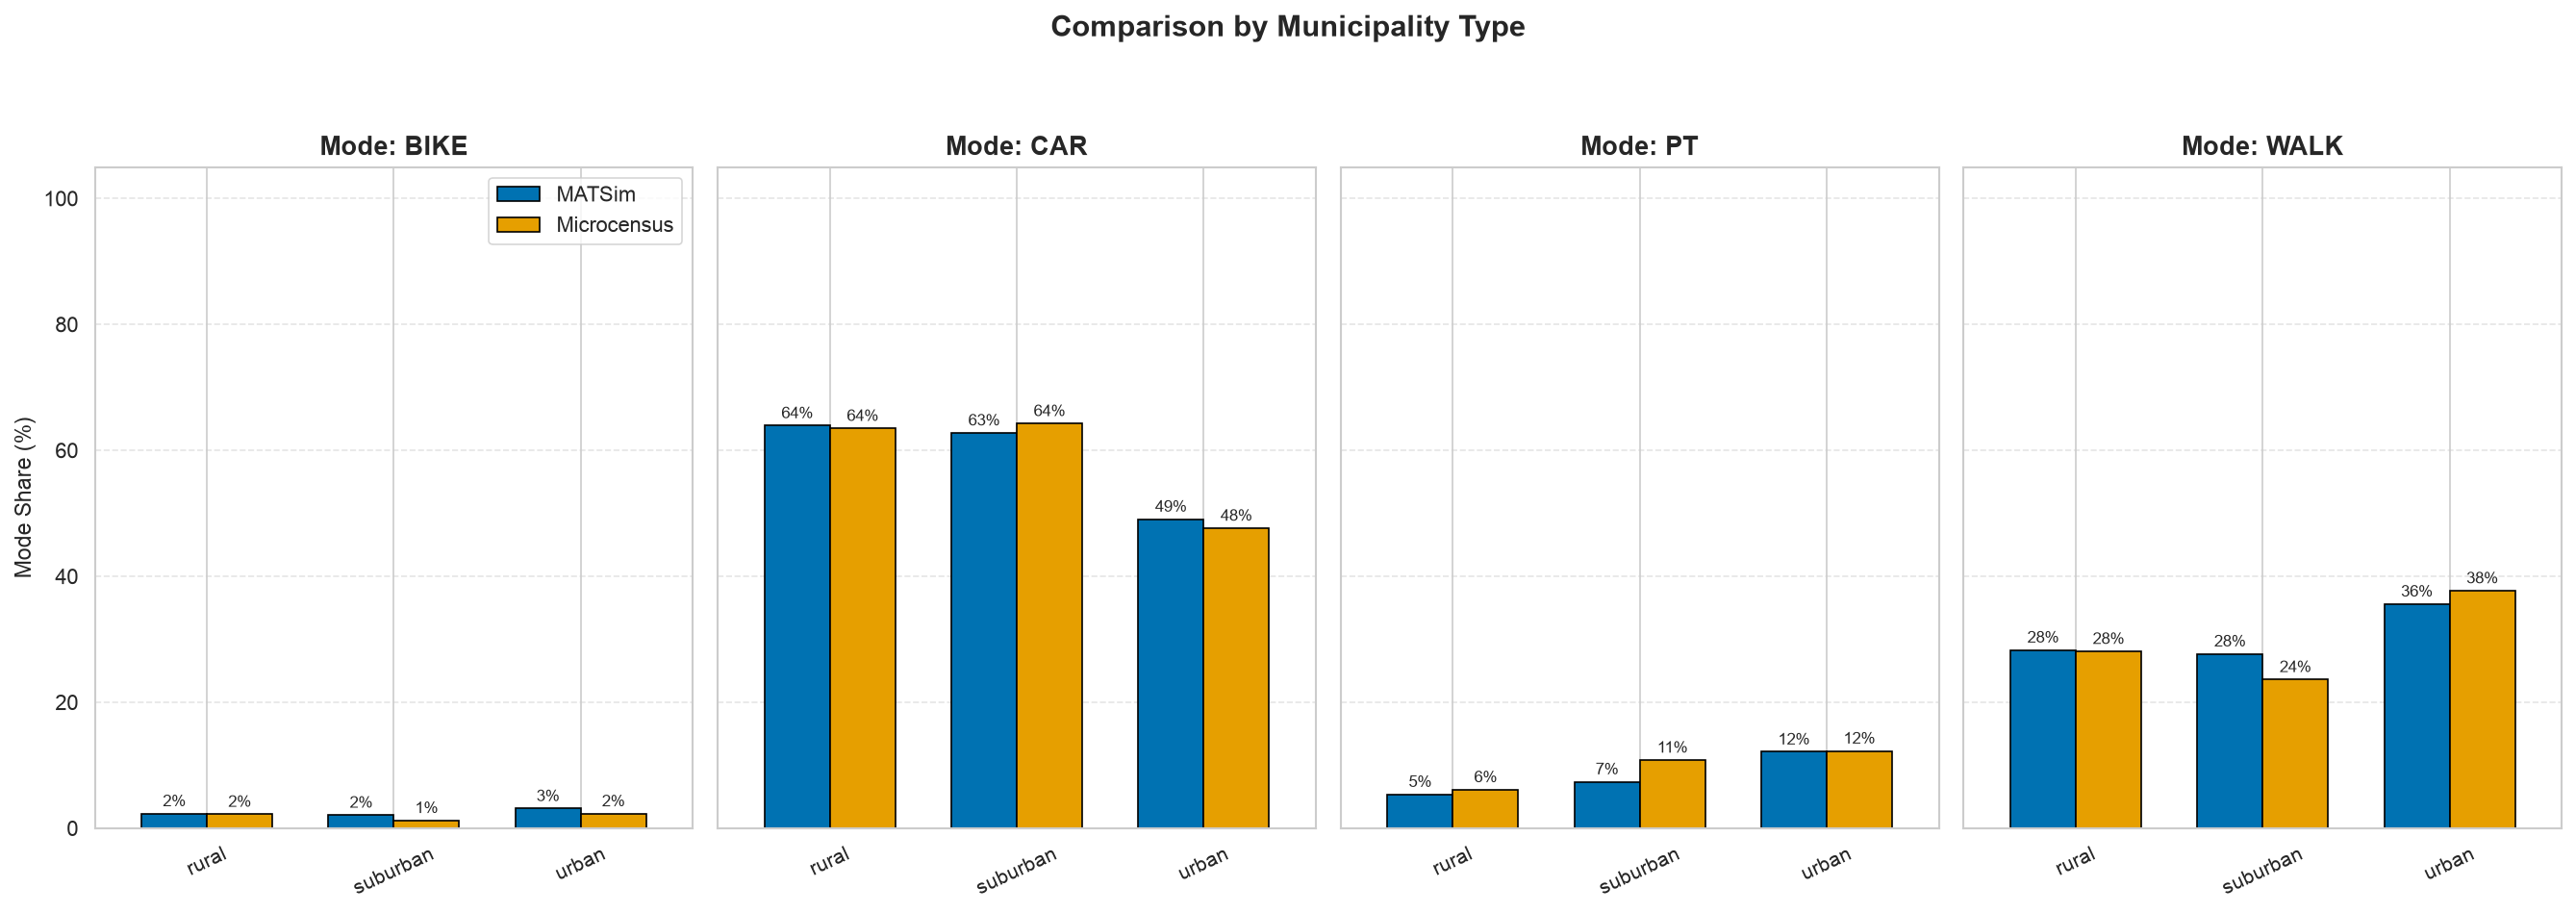 Comparison by Municipality Type
Mode: BIKE
Mode: CAR
Mode: PT
Mode: WALK
MATSim
Microcensus
Mode Share (%)
100
80
60
40
20
0
2%
2%
2%
1%
3%
2%
64%
64%
63%
64%
49%
48%
5%
6%
7%
11%
12%
12%
28%
28%
28%
24%
36%
38%
rural
suburban
urban
rural
suburban
urban
rural
suburban
urban
rural
suburban
urban